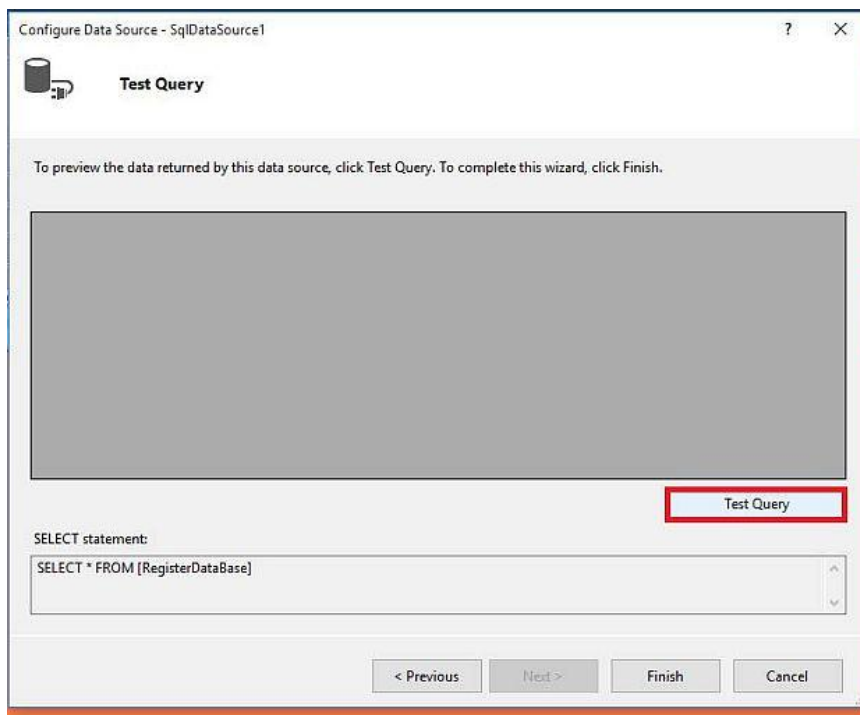 Configure Data Source - SqlDataSource1 ?
Test Query
To preview the data returned by this data source, click Test Query. To complete this wizard, click Finish.
Test Query
SELECT statement:
SELECT * FROM [RegisterDataBase]
< Previous Next > Finish Cancel